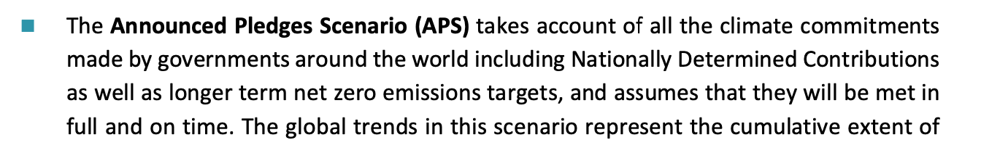 The Announced Pledges Scenario (APS) takes account of all the climate commitments
made by governments around the world including Nationally Determined Contributions
as well as longer term net zero emissions targets, and assumes that they will be met in
full and on time. The global trends in this scenario represent the cumulative extent of